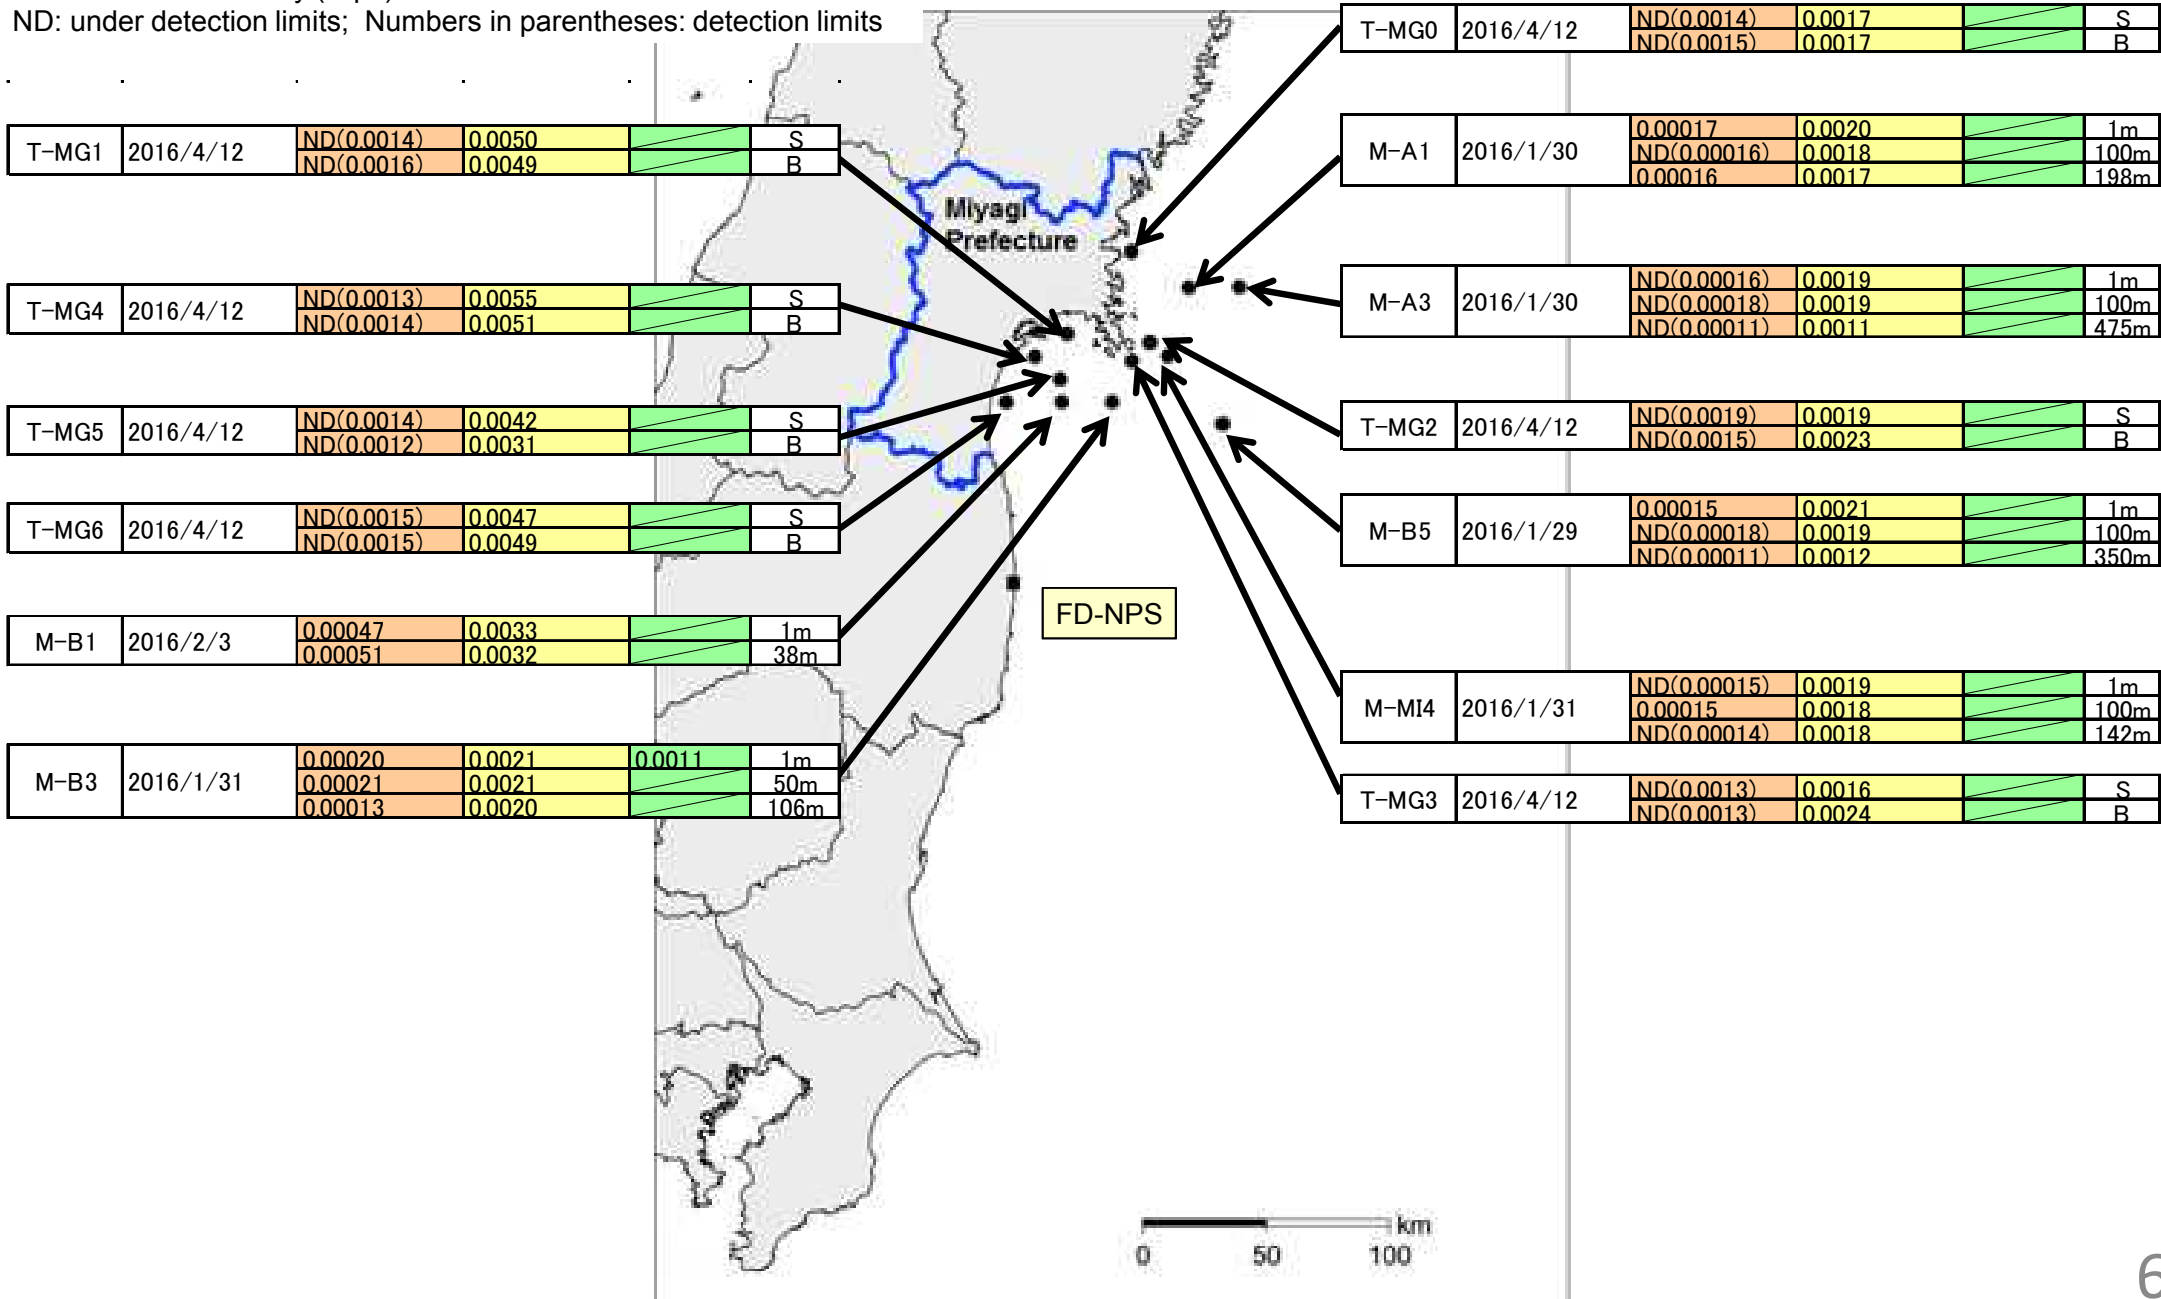 ND: under detection limits; Numbers in parentheses: detection limits
T-MG1 2016/4/12 ND(0.0014) 0.0050 S
ND(0.0016) 0.0049 B
T-MG4 2016/4/12 ND(0.0013) 0.0055 S
ND(0.0014) 0.0051 B
T-MG5 2016/4/12 ND(0.0014) 0.0042 S
ND(0.0012) 0.0031 B
T-MG6 2016/4/12 ND(0.0015) 0.0047 S
ND(0.0015) 0.0049 B
M-B1 2016/2/3 0.00047 0.0033 1m
0.00051 0.0032 38m
M-B3 2016/1/31 0.00020 0.0021 0.0011 1m
0.00021 0.0021 50m
0.00013 0.0020 106m
Miyagi
Prefecture
FD-NPS
T-MG0 2016/4/12 ND(0.0014) 0.0017 S
ND(0.0015) 0.0017 B
M-A1 2016/1/30 0.00017 0.0020 1m
ND(0.00016) 0.0018 100m
0.00016 0.0017 198m
M-A3 2016/1/30 ND(0.00016) 0.0019 1m
ND(0.00018) 0.0019 100m
ND(0.00011) 0.0011 475m
T-MG2 2016/4/12 ND(0.0019) 0.0019 S
ND(0.0015) 0.0023 B
M-B5 2016/1/29 0.00015 0.0021 1m
ND(0.00018) 0.0019 100m
ND(0.00011) 0.0012 350m
M-MI4 2016/1/31 ND(0.00015) 0.0019 1m
0.00015 0.0018 100m
ND(0.00014) 0.0018 142m
T-MG3 2016/4/12 ND(0.0013) 0.0016 S
ND(0.0013) 0.0024 B
km
0 50 100
6